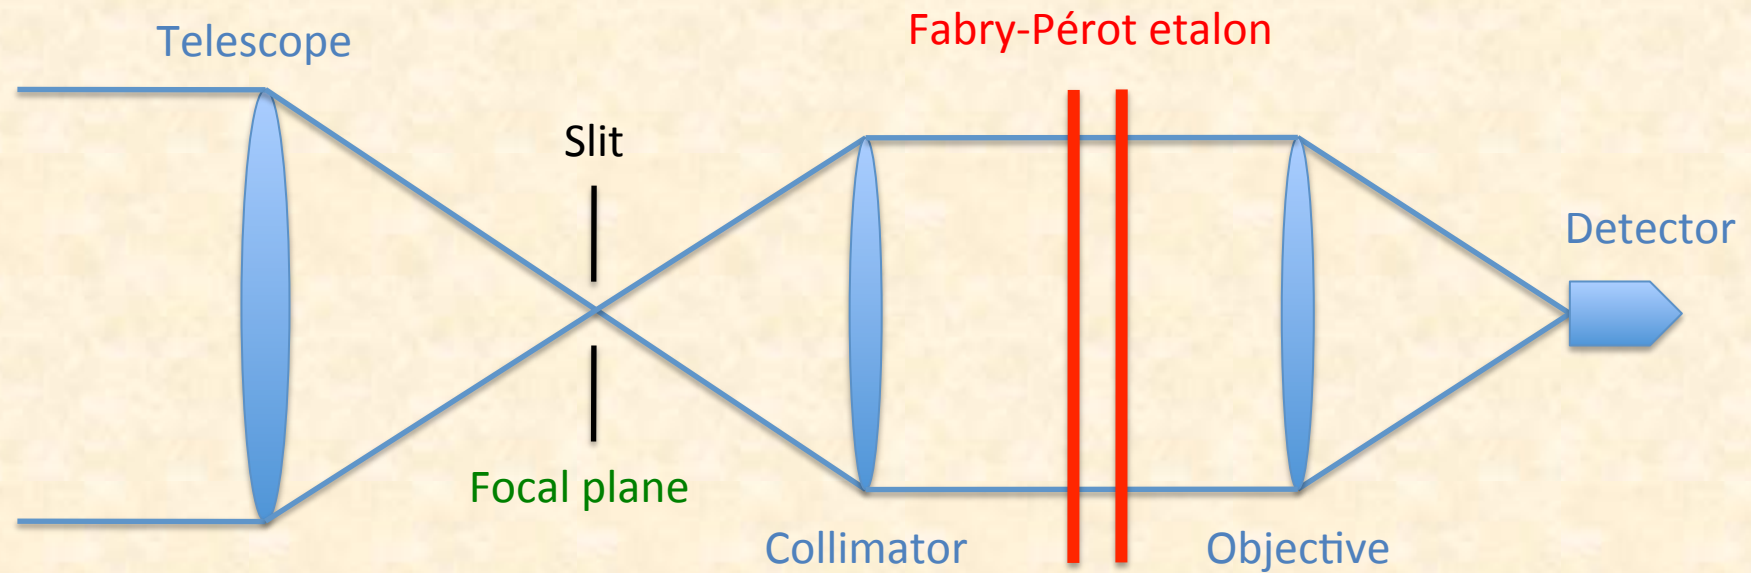 Telescope
Fabry-Pérot etalon
Slit
Detector
Focal plane
Collimator
Objective